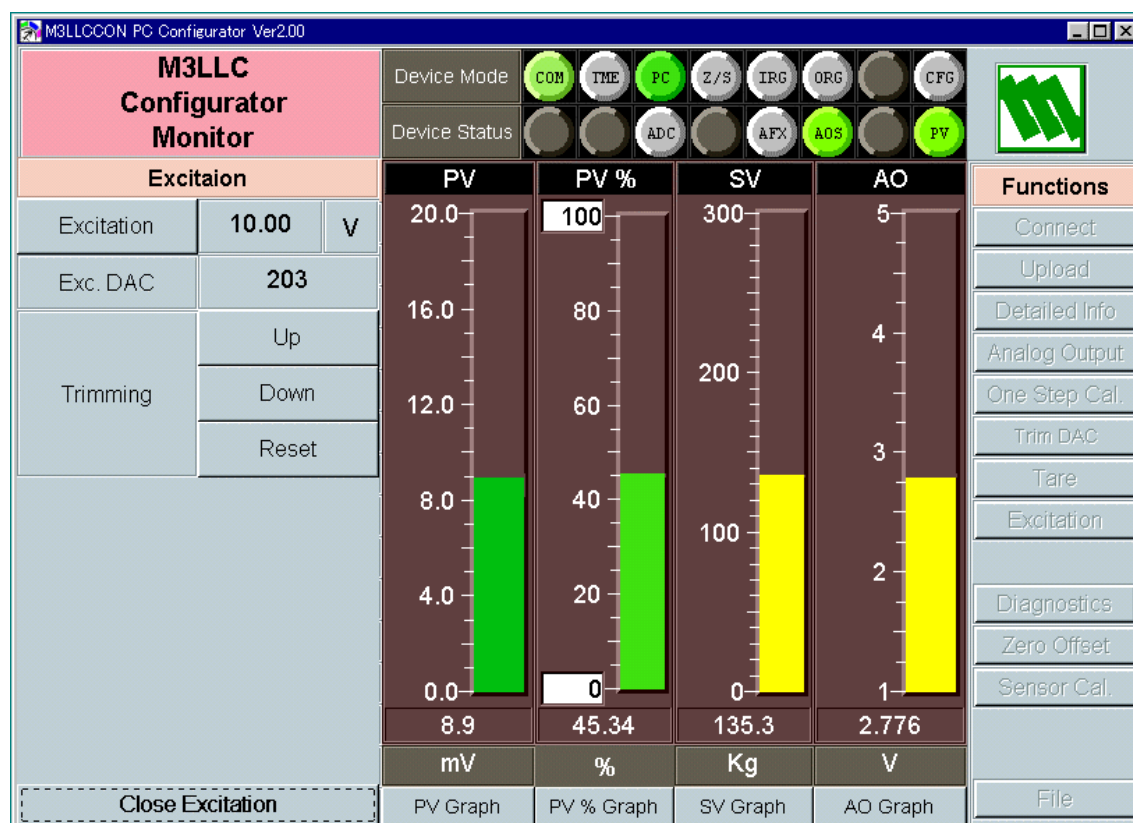 M3LLCCON PC Configurator Ver2.00
M3LLC
Configurator
Monitor
Device Mode COM TME PC Z/S IRG ORG CFG
Device Status ADC AFX AOS PV
Excitaion
Excitation 10.00 V
Exc. DAC 203
Trimming
Up
Down
Reset
Close Excitation
PV
20.0
16.0
12.0
8.0
4.0
0.0
8.9
mV
PV Graph
PV %
100
80
60
40
20
0
45.34
%
PV % Graph
SV
300
200
100
0
135.3
Kg
SV Graph
AO
5
4
3
2
1
2.776
V
AO Graph
Functions
Connect
Upload
Detailed Info
Analog Output
One Step Cal.
Trim DAC
Tare
Excitation
Diagnostics
Zero Offset
Sensor Cal.
File